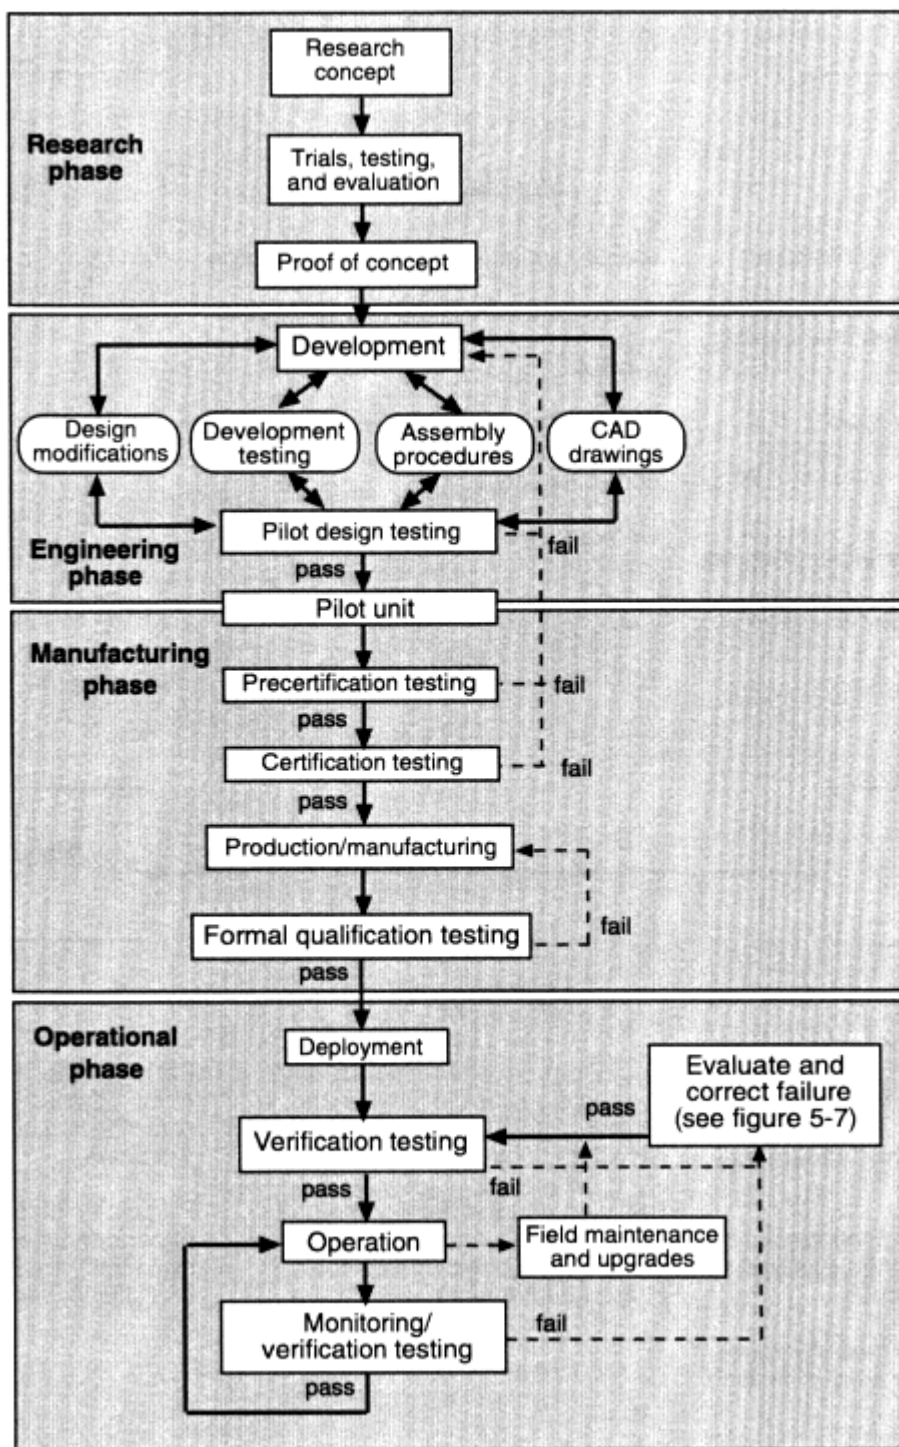 Research
concept
Research
phase
Trials, testing,
and evaluation
Proof of concept
Development
Design
modifications
Development
testing
Assembly
procedures
CAD
drawings
Pilot design testing
fail
Engineering
phase
pass
Pilot unit
Manufacturing
phase
Precertification testing
fail
pass
Certification testing
fail
pass
Production/manufacturing
Formal qualification testing
fail
pass
Operational
phase
Deployment
Evaluate and
correct failure
(see figure 5-7)
pass
Verification testing
fail
pass
Operation
Field maintenance
and upgrades
Monitoring/
verification testing
fail
pass